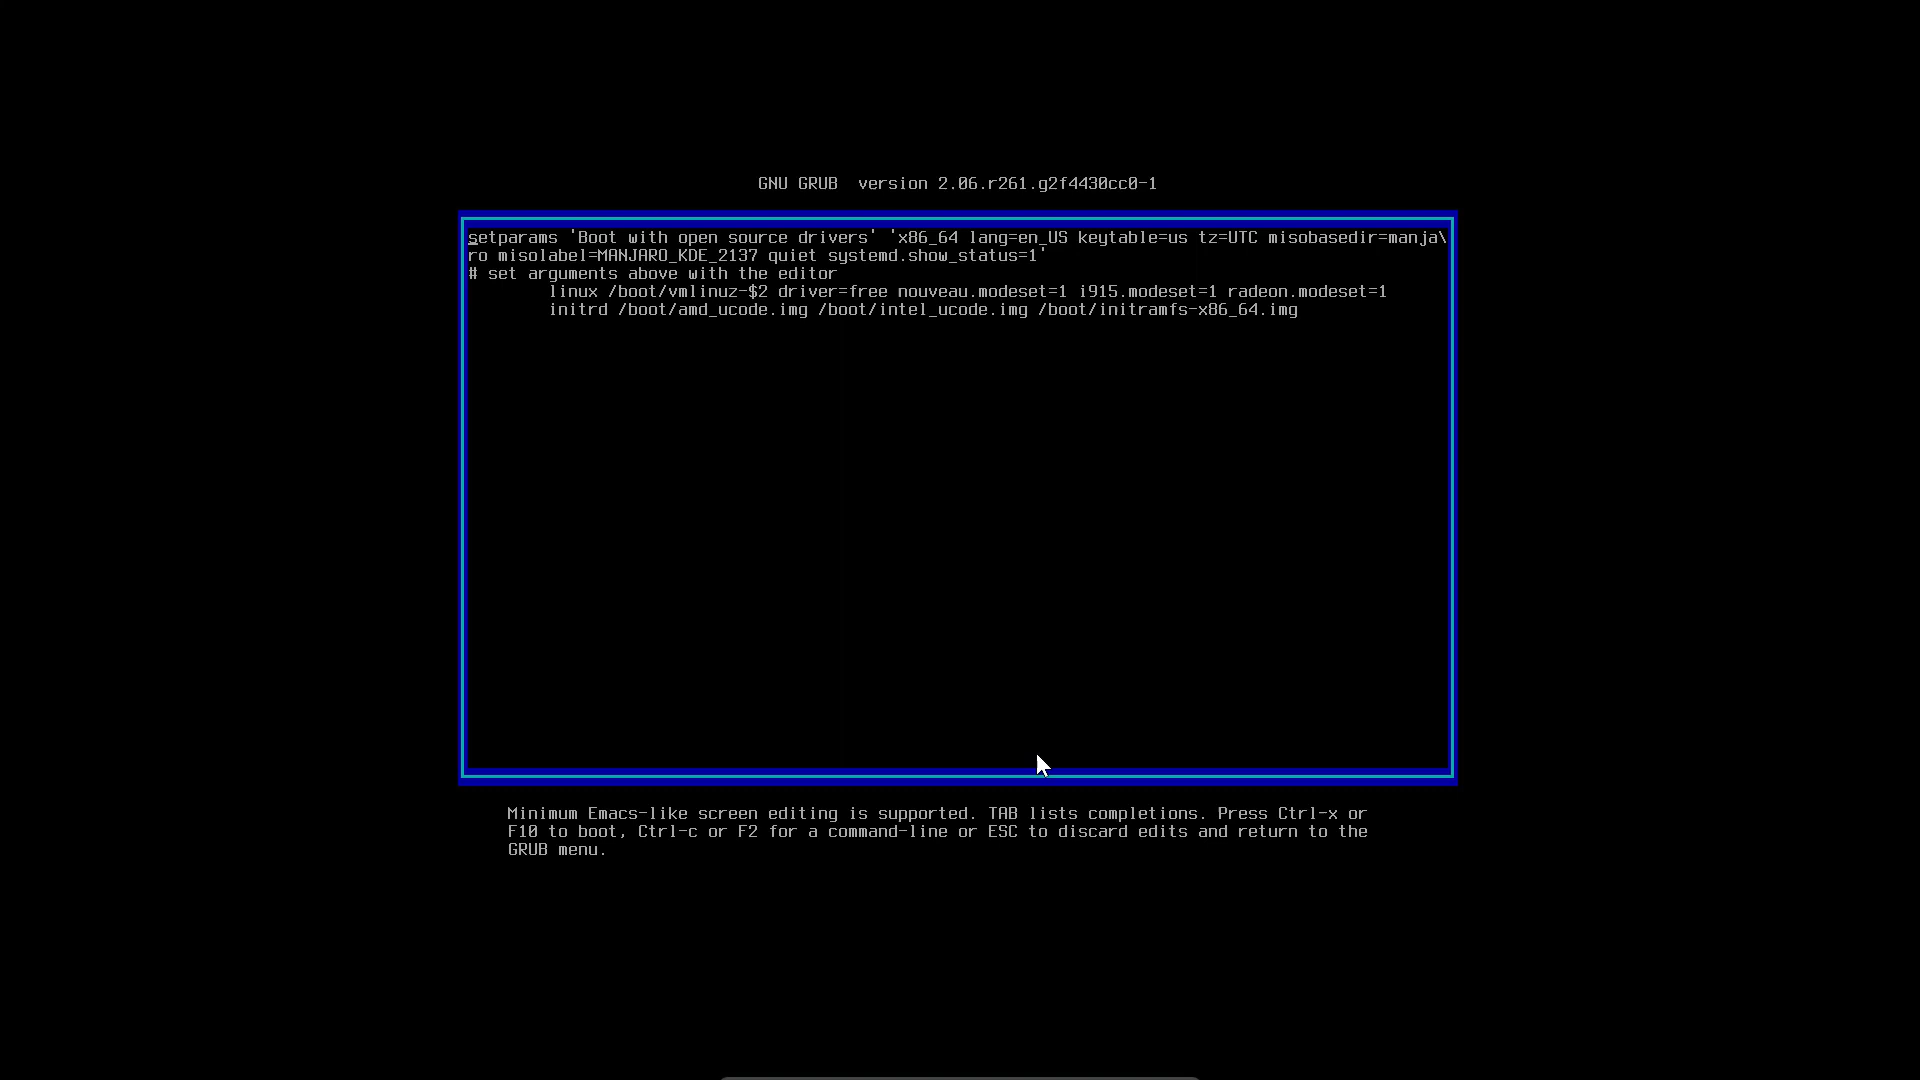 GNU GRUB  version 2.06.r261.g2f4430cc0-1
setparams 'Boot with open source drivers' 'x86_64 lang=en_US keytable=us tz=UTC misobasedir=manja\
ro misolabel=MANJARO_KDE_2137 quiet systemd.show_status=1'
# set arguments above with the editor
        linux /boot/vmlinuz-$2 driver=free nouveau.modeset=1 i915.modeset=1 radeon.modeset=1
        initrd /boot/amd_ucode.img /boot/intel_ucode.img /boot/initramfs-x86_64.img
Minimum Emacs-like screen editing is supported. TAB lists completions. Press Ctrl-x or
F10 to boot, Ctrl-c or F2 for a command-line or ESC to discard edits and return to the
GRUB menu.